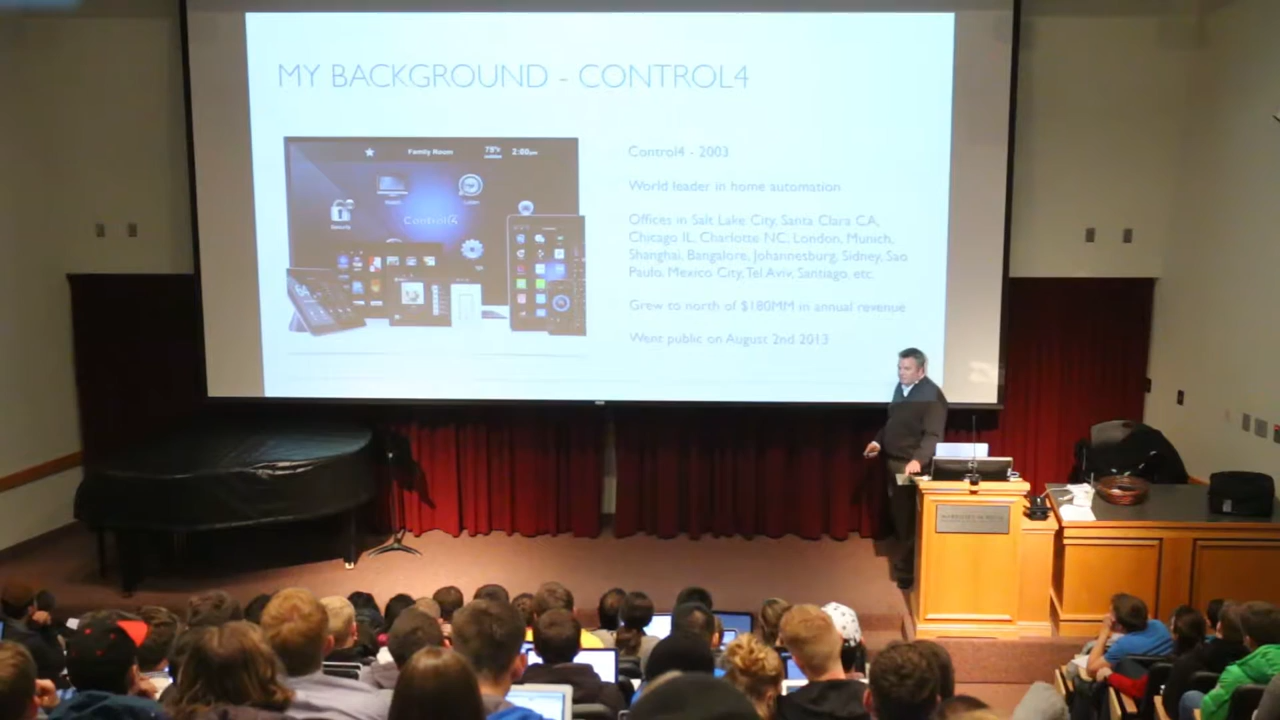 MY BACKGROUND - CONTROL4
Family Room
2:00pm
Control4
Security
Control4 - 2003
World leader in home automation
Offices in Salt Lake City, Santa Clara CA,
Chicago IL, Charlotte NC, London, Munich,
Shanghai, Bangalore, Johannesburg, Sidney, Sao
Paulo, Mexico City, Tel Aviv, Santiago, etc.
Grew to north of $180MM in annual revenue
Went public on August 2nd 2013